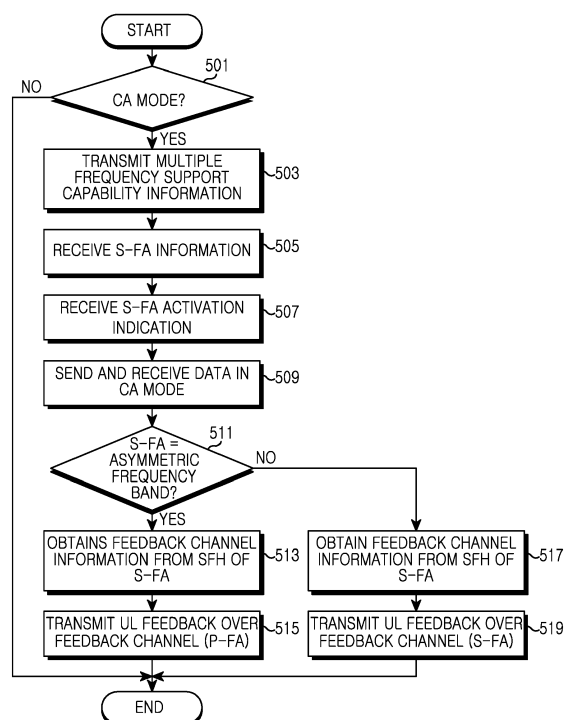 START
501
NO
CA MODE?
YES
TRANSMIT MULTIPLE
FREQUENCY SUPPORT
CAPABILITY INFORMATION
503
RECEIVE S-FA INFORMATION
505
RECEIVE S-FA ACTIVATION
INDICATION
507
SEND AND RECEIVE DATA IN
CA MODE
509
511
S-FA =
ASYMMETRIC
FREQUENCY
BAND?
NO
YES
OBTAINS FEEDBACK CHANNEL
INFORMATION FROM SFH OF
S-FA
513
OBTAIN FEEDBACK CHANNEL
INFORMATION FROM SFH OF
S-FA
517
TRANSMIT UL FEEDBACK OVER
FEEDBACK CHANNEL (P-FA)
515
TRANSMIT UL FEEDBACK OVER
FEEDBACK CHANNEL (S-FA)
519
END